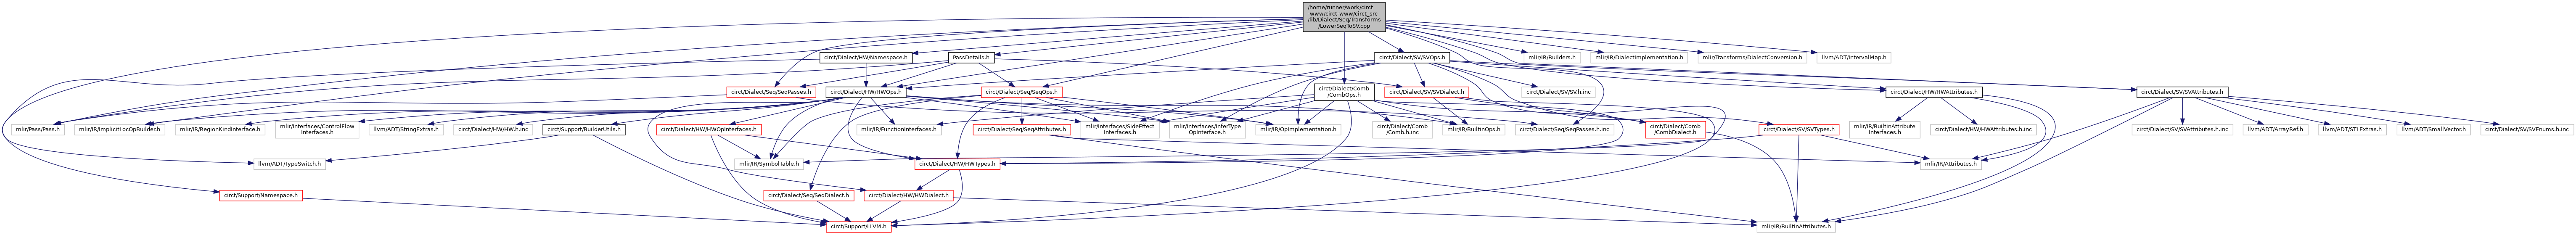 /home/runner/work/circt
-www/circt-www/circt_src
/lib/Dialect/Seq/Transforms
/LowerSeqToSV.cpp
circt/Dialect/HW/Namespace.h
PassDetails.h
circt/Dialect/SV/SVOps.h
mlir/IR/Builders.h
mlir/IR/DialectImplementation.h
mlir/Transforms/DialectConversion.h
llvm/ADT/IntervalMap.h
circt/Dialect/Seq/SeqPasses.h
circt/Dialect/HW/HWOps.h
circt/Dialect/Seq/SeqOps.h
circt/Dialect/Comb
/CombOps.h
circt/Dialect/SV/SVDialect.h
circt/Dialect/SV/SV.h.inc
circt/Dialect/HW/HWAttributes.h
circt/Dialect/SV/SVAttributes.h
mlir/Pass/Pass.h
mlir/IR/ImplicitLocOpBuilder.h
mlir/IR/RegionKindInterface.h
mlir/Interfaces/ControlFlow
Interfaces.h
llvm/ADT/StringExtras.h
circt/Dialect/HW/HW.h.inc
circt/Support/BuilderUtils.h
circt/Dialect/HW/HWOpInterfaces.h
mlir/IR/FunctionInterfaces.h
circt/Dialect/Seq/SeqAttributes.h
mlir/Interfaces/SideEffect
Interfaces.h
mlir/Interfaces/InferType
OpInterface.h
mlir/IR/OpImplementation.h
circt/Dialect/Comb
/Comb.h.inc
mlir/IR/BuiltinOps.h
circt/Dialect/Seq/SeqPasses.h.inc
circt/Dialect/Comb
/CombDialect.h
circt/Dialect/SV/SVTypes.h
mlir/IR/BuiltinAttribute
Interfaces.h
circt/Dialect/HW/HWAttributes.h.inc
circt/Dialect/SV/SVAttributes.h.inc
llvm/ADT/ArrayRef.h
llvm/ADT/STLExtras.h
llvm/ADT/SmallVector.h
circt/Dialect/SV/SVEnums.h.inc
llvm/ADT/TypeSwitch.h
mlir/IR/SymbolTable.h
circt/Dialect/HW/HWTypes.h
mlir/IR/Attributes.h
circt/Support/Namespace.h
circt/Dialect/Seq/SeqDialect.h
circt/Dialect/HW/HWDialect.h
circt/Support/LLVM.h
mlir/IR/BuiltinAttributes.h